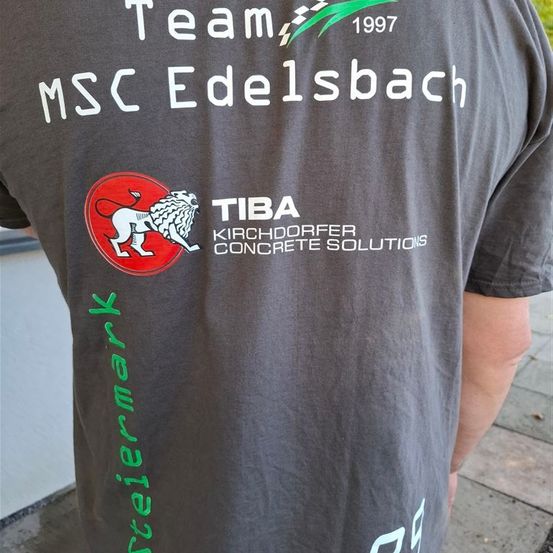 Team
1997
MSC Edelsbach
TIBA
KIRCHDORFER
CONCRETE SOLUTIONS
steiermark